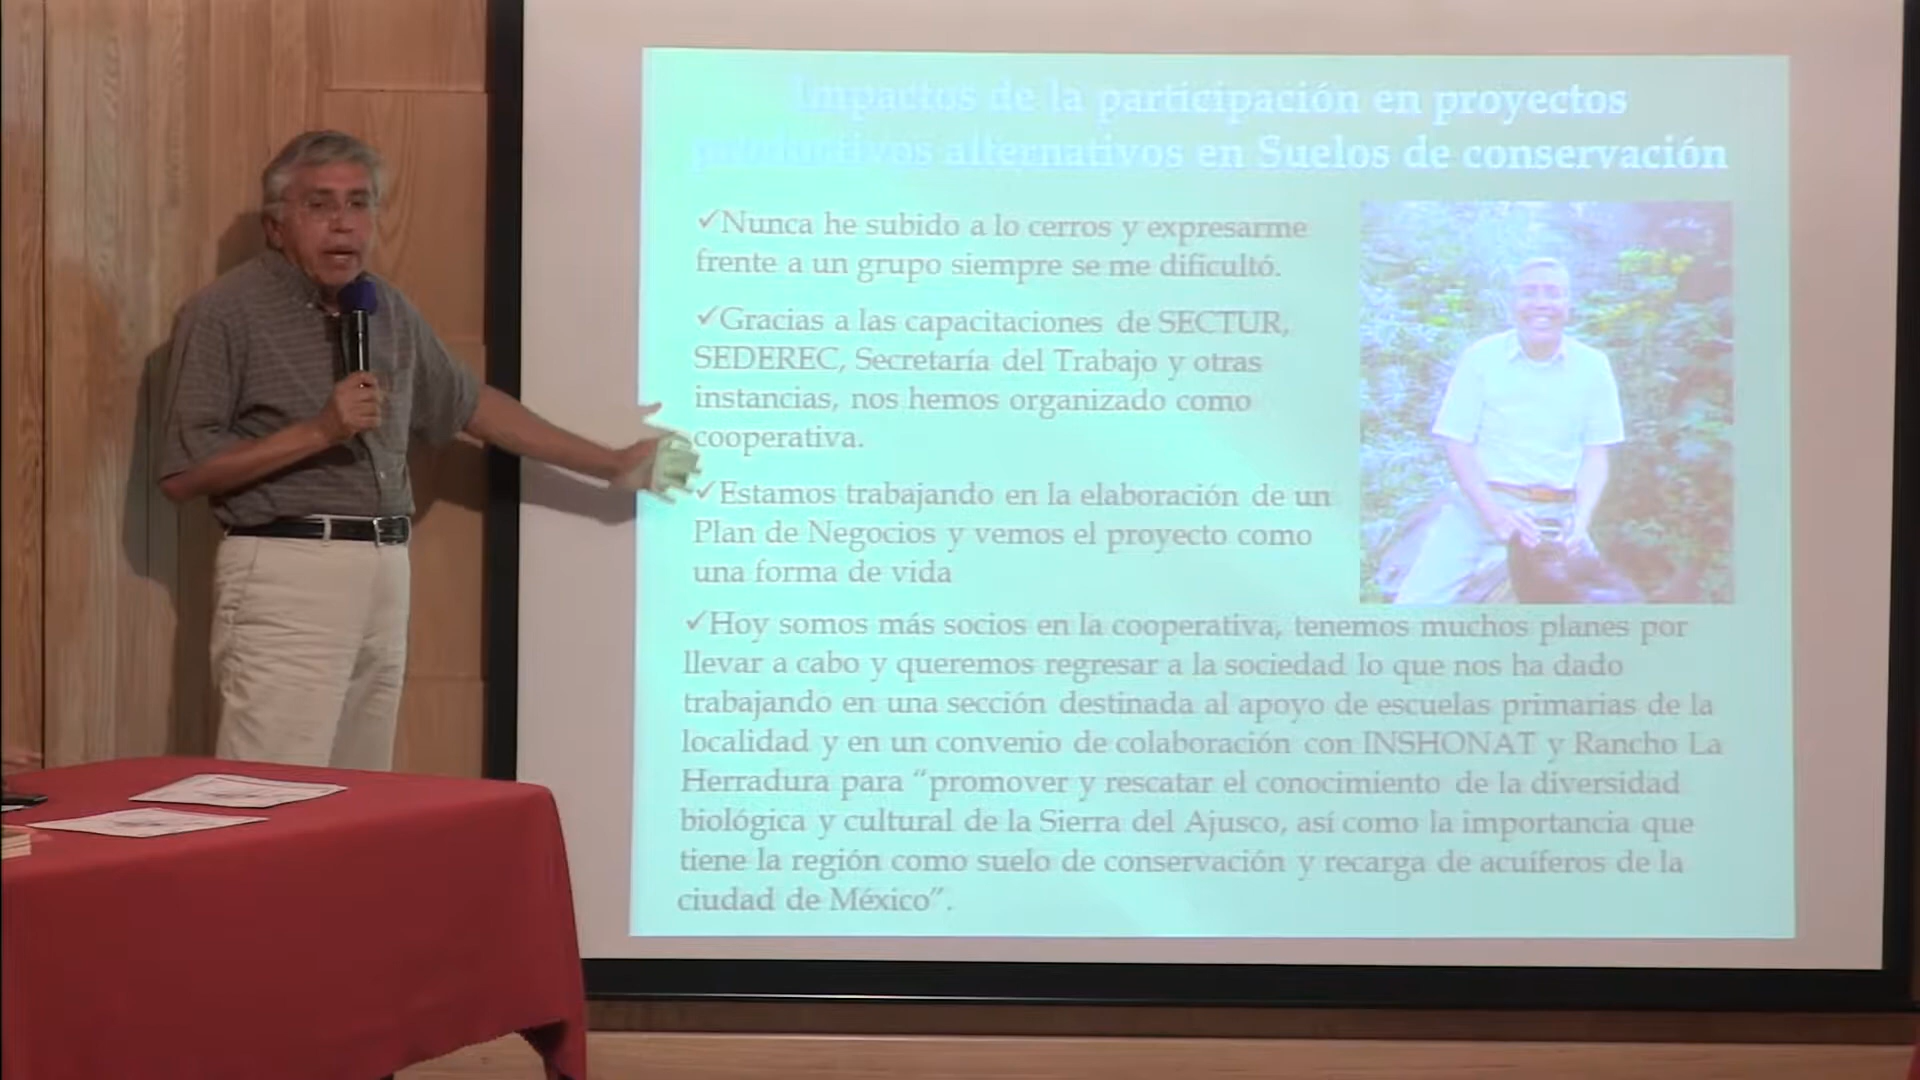 Impactos de la participación en proyectos
productivos alternativos en Suelos de conservación
✓Nunca he subido a lo cerros y expresarme
frente a un grupo siempre se me dificultó.
✓Gracias a las capacitaciones de SECTUR,
SEDEREC, Secretaría del Trabajo y otras
instancias, nos hemos organizado como
cooperativa.
✓Estamos trabajando en la elaboración de un
Plan de Negocios y vemos el proyecto como
una forma de vida
✓Hoy somos más socios en la cooperativa, tenemos muchos planes por
llevar a cabo y queremos regresar a la sociedad lo que nos ha dado
trabajando en una sección destinada al apoyo de escuelas primarias de la
localidad y en un convenio de colaboración con INSHONAT y Rancho La
Herradura para “promover y rescatar el conocimiento de la diversidad
biológica y cultural de la Sierra del Ajusco, así como la importancia que
tiene la región como suelo de conservación y recarga de acuíferos de la
ciudad de México”.